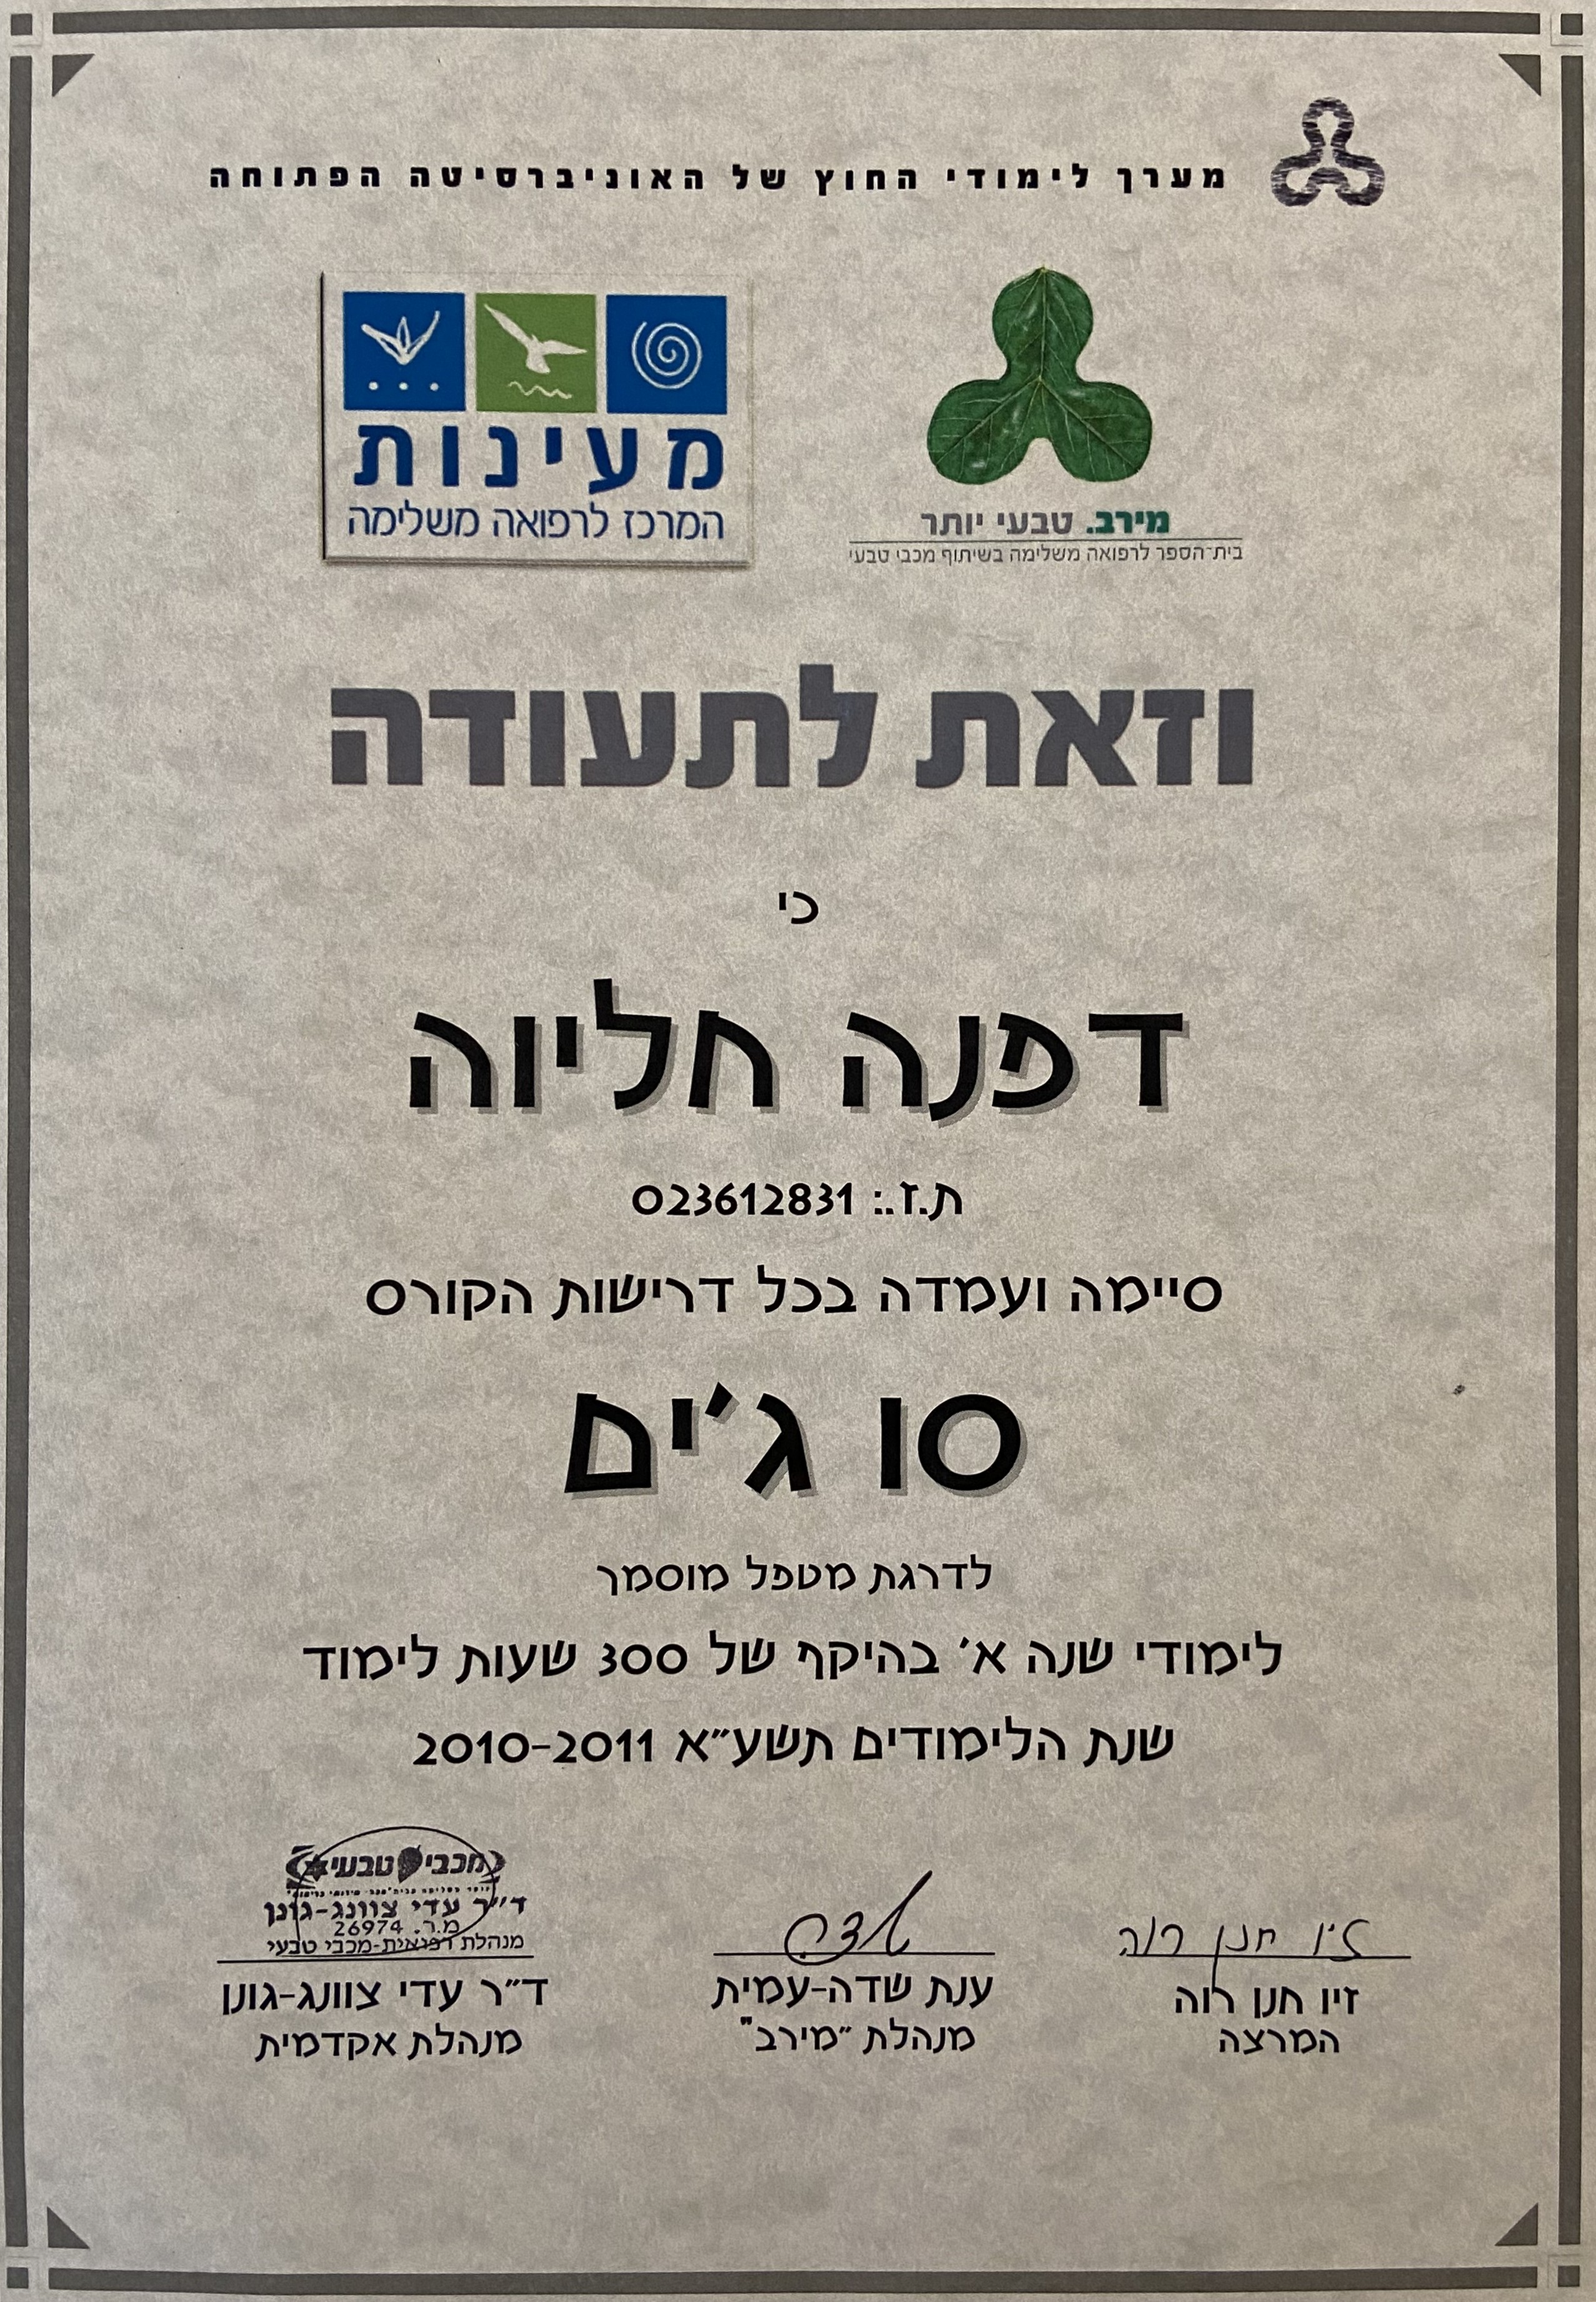 מערך לימודי החוץ של האוניברסיטה הפתוחה
מירב. טבעי יותר
בית־הספר לרפואה משלימה בשיתוף מכבי טבעי
מעינות
המרכז לרפואה משלימה
וזאת לתעודה
כי
דפנה חליוה
ת.ז.: 023612831
סיימה ועמדה בכל דרישות הקורס
סו ג'ים
לדרגת מטפל מוסמך
לימודי שנה א' בהיקף של 300 שעות לימוד
שנת הלימודים תשע"א 2010-2011
זיו חנן רוה
זיו חנן רוה
המרצה
ענת שדה-עמית
מנהלת "מירב"
מכבי טבעי
ד"ר עדי צוונג-גונן
מ.ר. 26974
מנהלת רפואית-מכבי טבעי
ד"ר עדי צוונג-גונן
מנהלת אקדמית